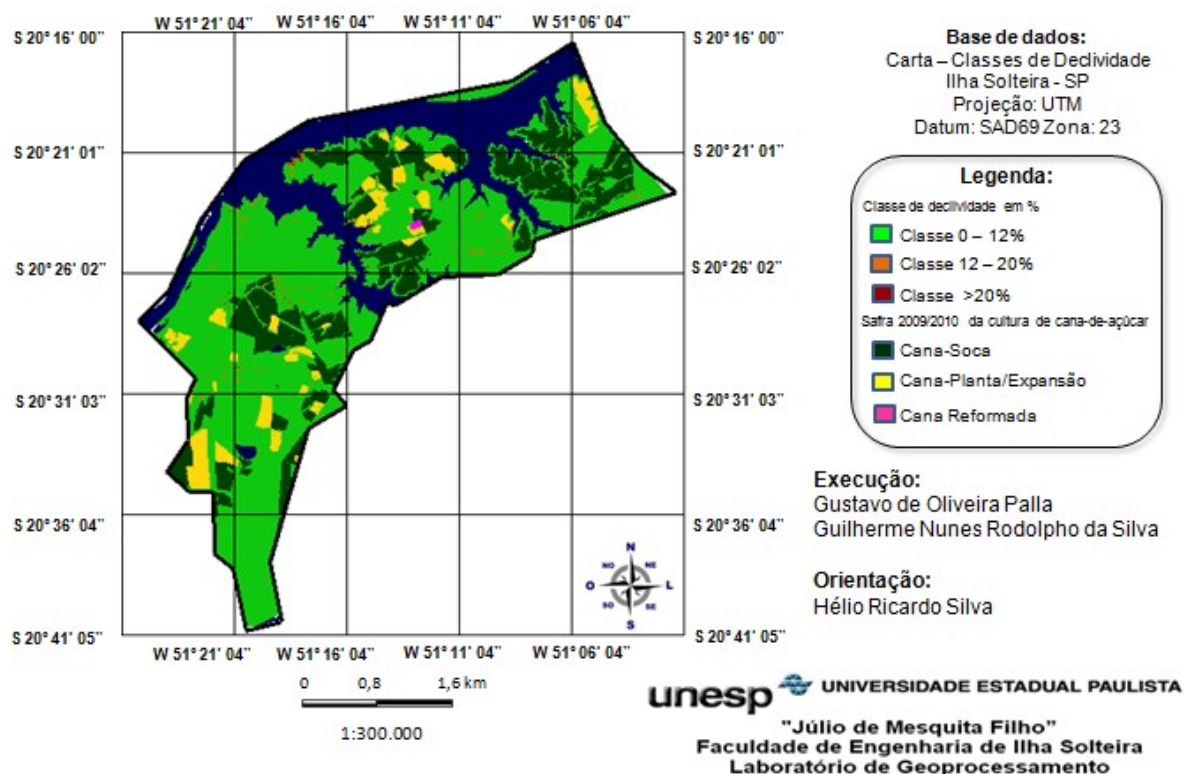 W 51° 21' 04'' W 51° 16' 04'' W 51° 11' 04'' W 51° 06' 04''
S 20° 16' 00'' S 20° 16' 00''
S 20° 21' 01'' S 20° 21' 01''
S 20° 26' 02'' S 20° 26' 02''
S 20° 31' 03'' S 20° 31' 03''
S 20° 36' 04'' S 20° 36' 04''
S 20° 41' 05'' S 20° 41' 05''
W 51° 21' 04'' W 51° 16' 04'' W 51° 11' 04'' W 51° 06' 04''
N
NO NE
O L
SO SE
S
0 0,8 1,6 km
1:300.000
Base de dados:
Carta – Classes de Declividade
Ilha Solteira - SP
Projeção: UTM
Datum: SAD69 Zona: 23
Legenda:
Classe de declividade em %
Classe 0 – 12%
Classe 12 – 20%
Classe >20%
Safra 2009/2010 da cultura de cana-de-açúcar
Cana-Soca
Cana-Planta/Expansão
Cana Reformada
Execução:
Gustavo de Oliveira Palla
Guilherme Nunes Rodolpho da Silva
Orientação:
Hélio Ricardo Silva
unesp UNIVERSIDADE ESTADUAL PAULISTA
"Júlio de Mesquita Filho"
Faculdade de Engenharia de Ilha Solteira
Laboratório de Geoprocessamento